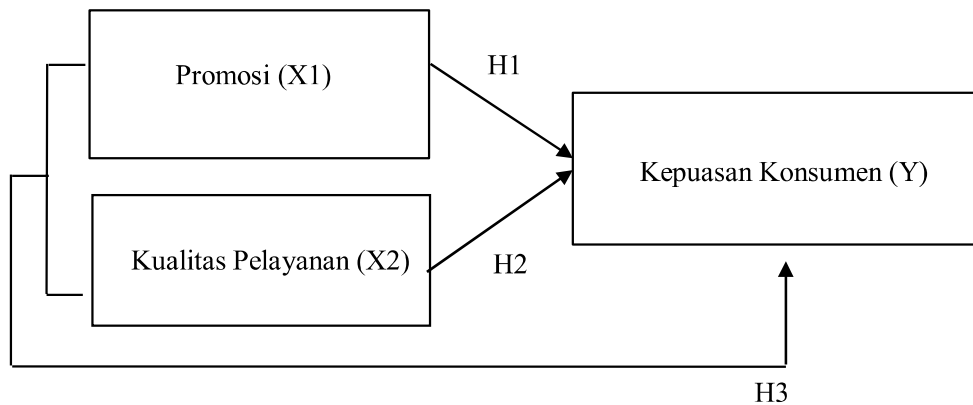 Promosi (X1)
H1
Kepuasan Konsumen (Y)
Kualitas Pelayanan (X2)
H2
H3